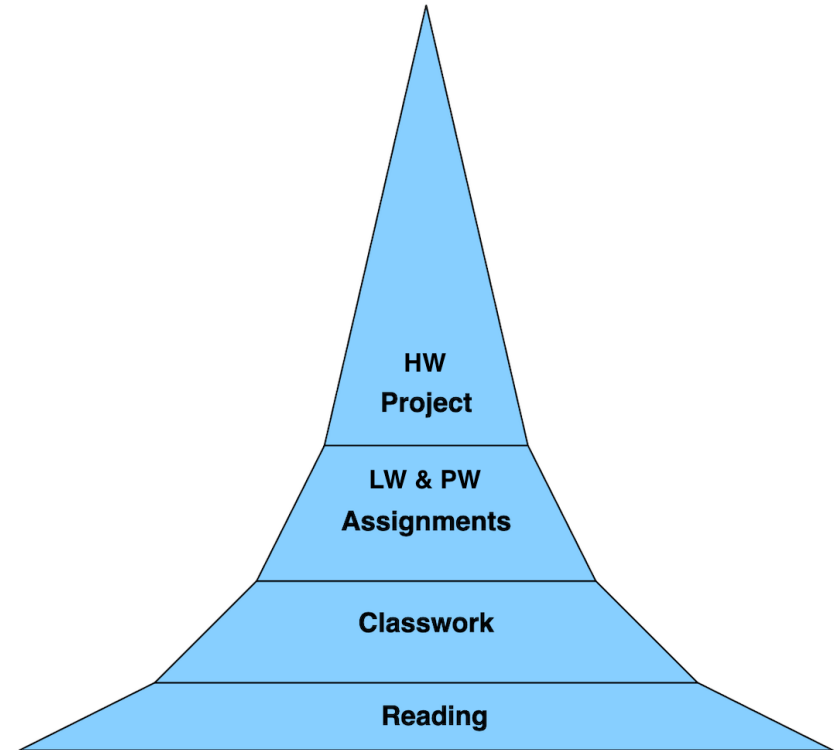 HW
Project
LW & PW
Assignments
Classwork
Reading